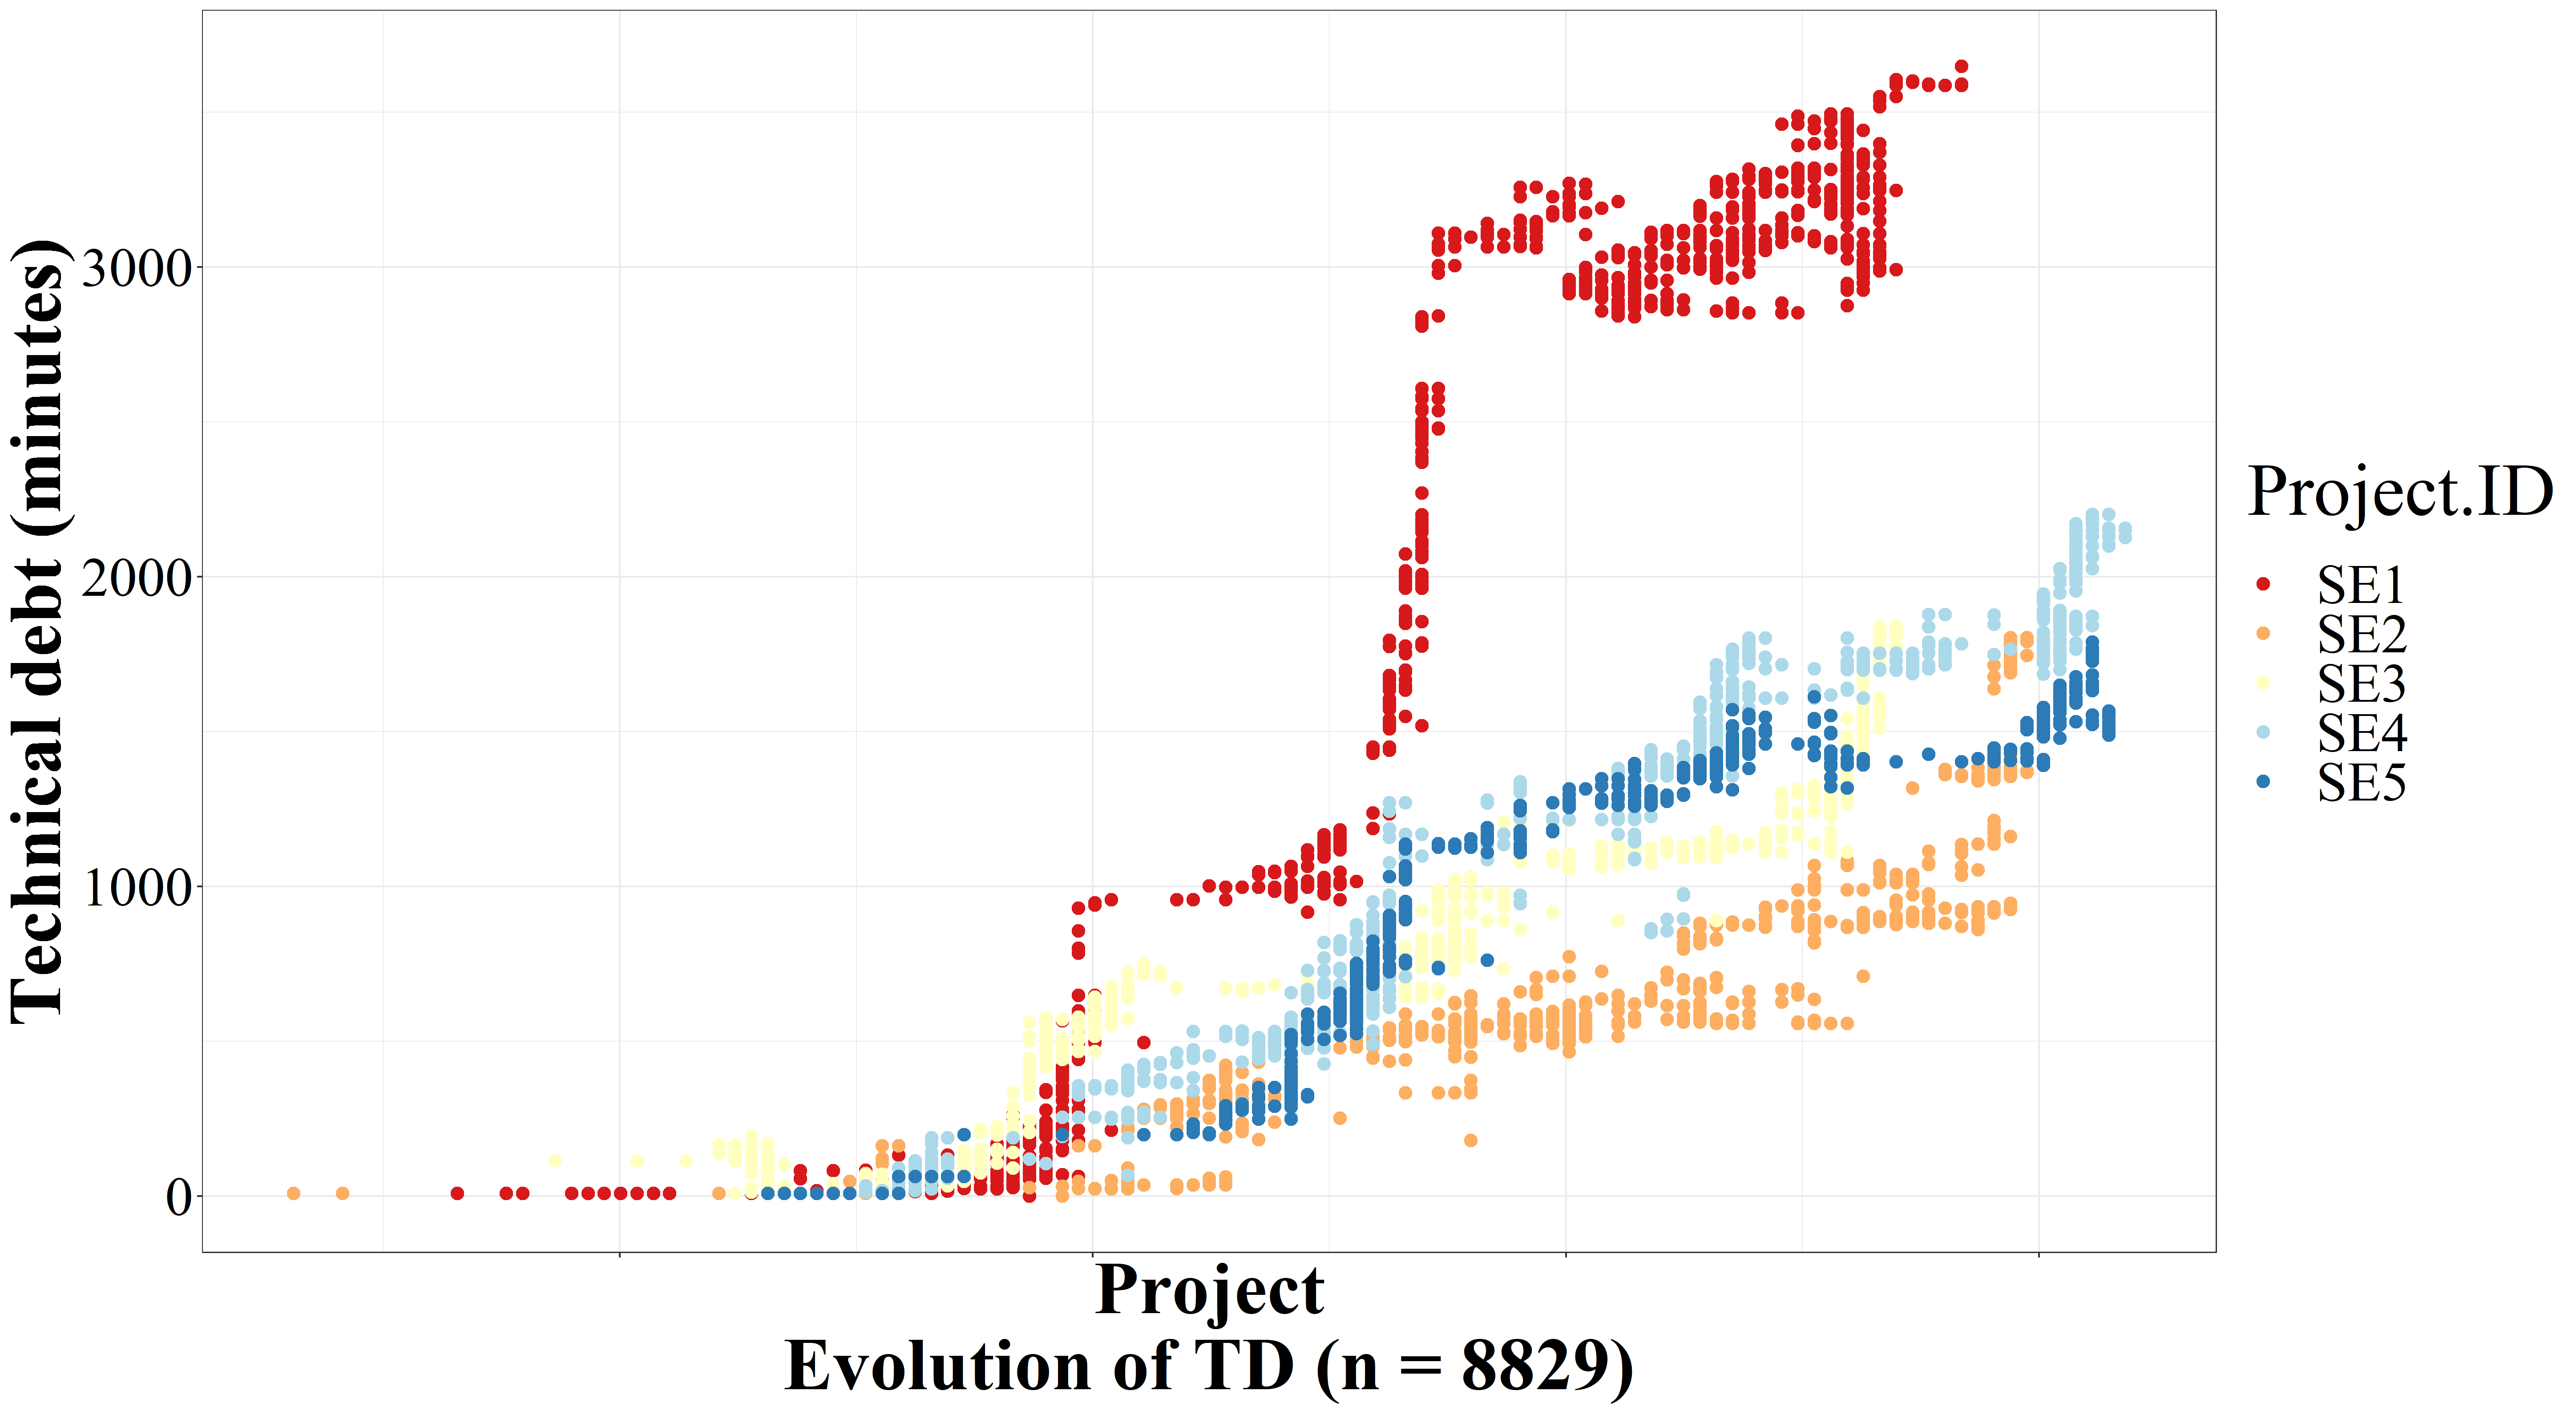 Technical debt (minutes)
3000
2000
1000
0
Project
Evolution of TD (n = 8829)
Project.ID
SE1
SE2
SE3
SE4
SE5